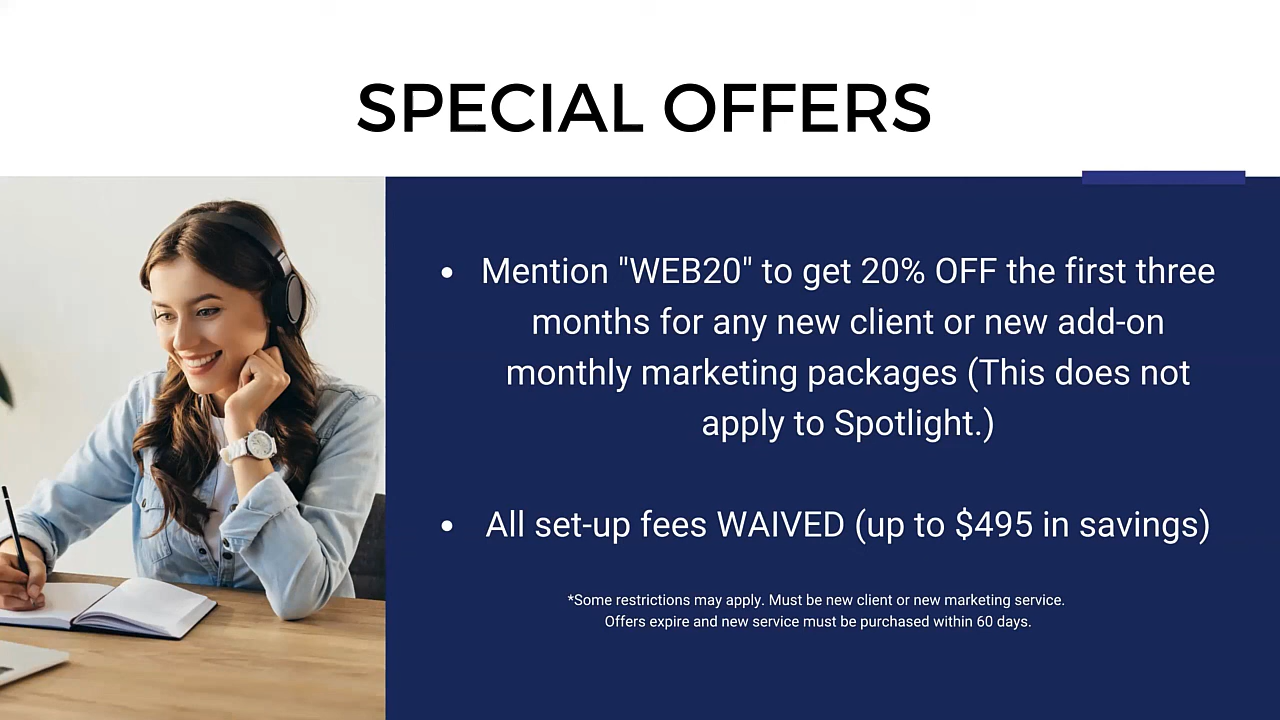 SPECIAL OFFERS
• Mention "WEB20" to get 20% OFF the first three
months for any new client or new add-on
monthly marketing packages (This does not
apply to Spotlight.)
• All set-up fees WAIVED (up to $495 in savings)
*Some restrictions may apply. Must be new client or new marketing service.
Offers expire and new service must be purchased within 60 days.